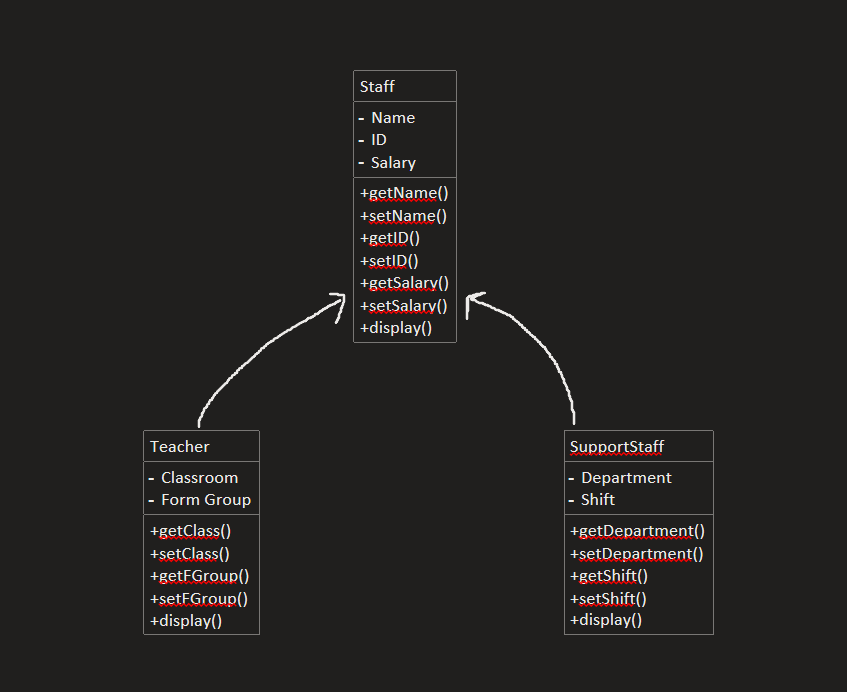 Staff
- Name
- ID
- Salary
+getName()
+setName()
+getID()
+setID()
+getSalary()
+setSalary()
+display()
Teacher
- Classroom
- Form Group
+getClass()
+setClass()
+getFGroup()
+setFGroup()
+display()
SupportStaff
- Department
- Shift
+getDepartment()
+setDepartment()
+getShift()
+setShift()
+display()